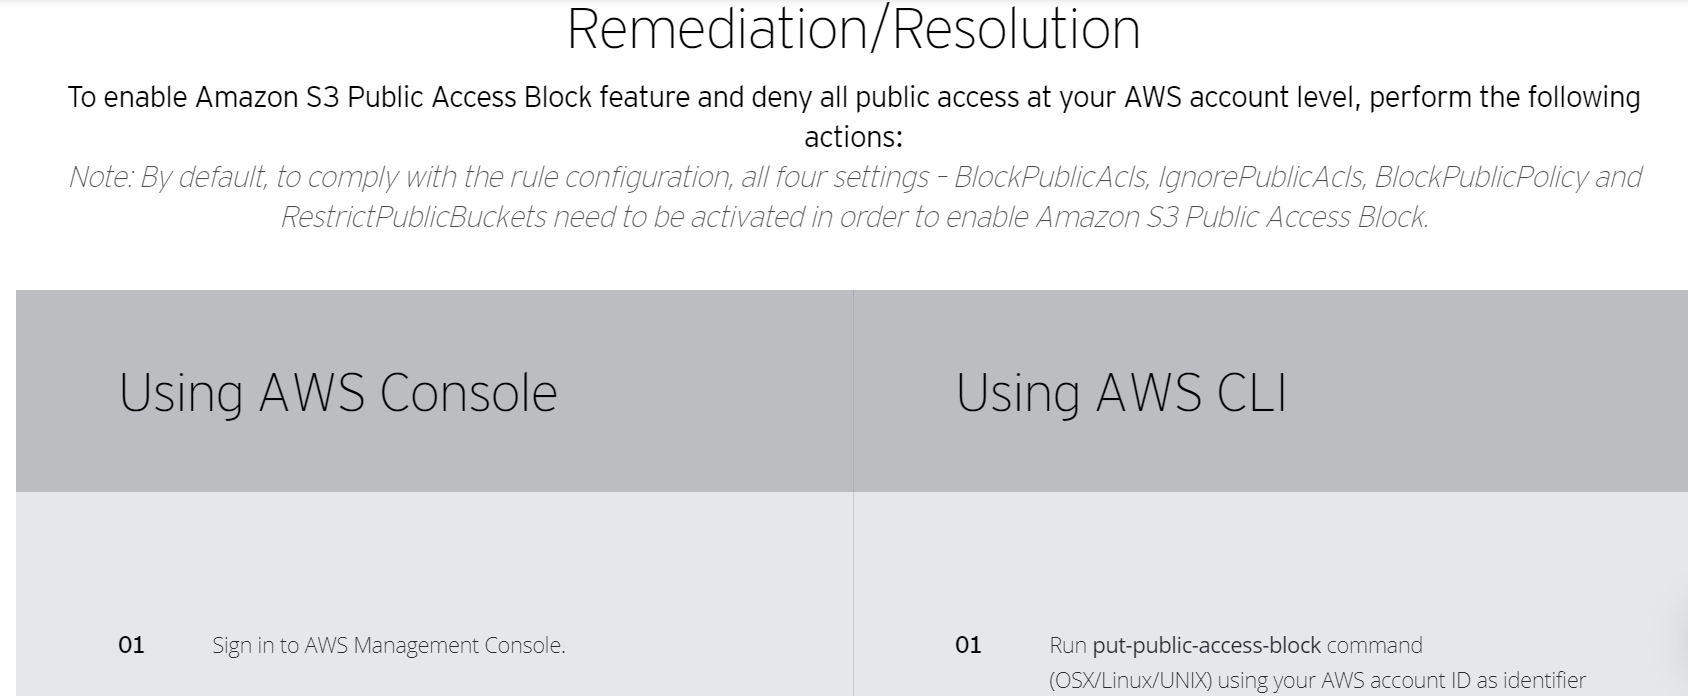 Remediation/Resolution
To enable Amazon S3 Public Access Block feature and deny all public access at your AWS account level, perform the following
actions:
Note: By default, to comply with the rule configuration, all four settings – BlockPublicAcls, IgnorePublicAcls, BlockPublicPolicy and
RestrictPublicBuckets need to be activated in order to enable Amazon S3 Public Access Block.
Using AWS Console
Using AWS CLI
01 Sign in to AWS Management Console.
01 Run put-public-access-block command
(OSX/Linux/UNIX) using your AWS account ID as identifier